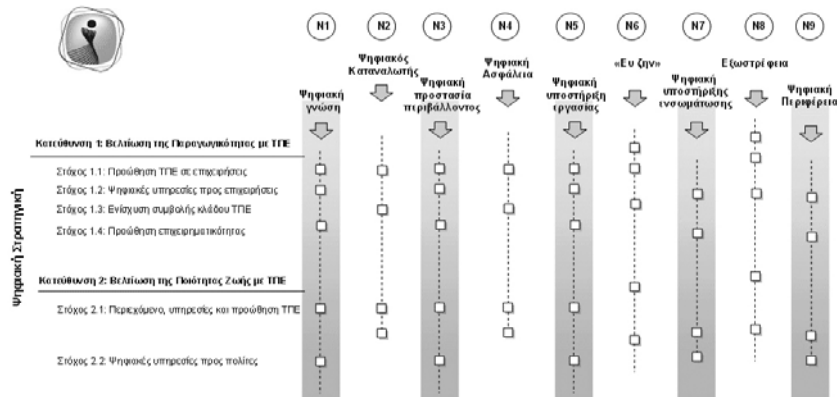 N1 N2 N3 N4 N5 N6 N7 N8 N9
Ψηφιακή
γνώση
Ψηφιακός
Καταναλωτής
Ψηφιακή
προστασία
περιβάλλοντος
Ψηφιακή
Ασφάλεια
Ψηφιακή
υποστήριξη
εργασίας
«Ευ ζην»
Ψηφιακή
υποστήριξης
ενσωμάτωσης
Εξωστρέφεια
Ψηφιακή
Περιφέρεια
Ψηφιακή Στρατηγική
Κατεύθυνση 1: Βελτίωση της Παραγωγικότητας με ΤΠΕ
Στόχος 1.1: Προώθηση ΤΠΕ σε επιχειρήσεις
Στόχος 1.2: Ψηφιακές υπηρεσίες προς επιχειρήσεις
Στόχος 1.3: Ενίσχυση συμβολής κλάδου ΤΠΕ
Στόχος 1.4: Προώθηση επιχειρηματικότητας
Κατεύθυνση 2: Βελτίωση της Ποιότητας Ζωής με ΤΠΕ
Στόχος 2.1: Περιεχόμενο, υπηρεσίες και προώθηση ΤΠΕ
Στόχος 2.2: Ψηφιακές υπηρεσίες προς πολίτες